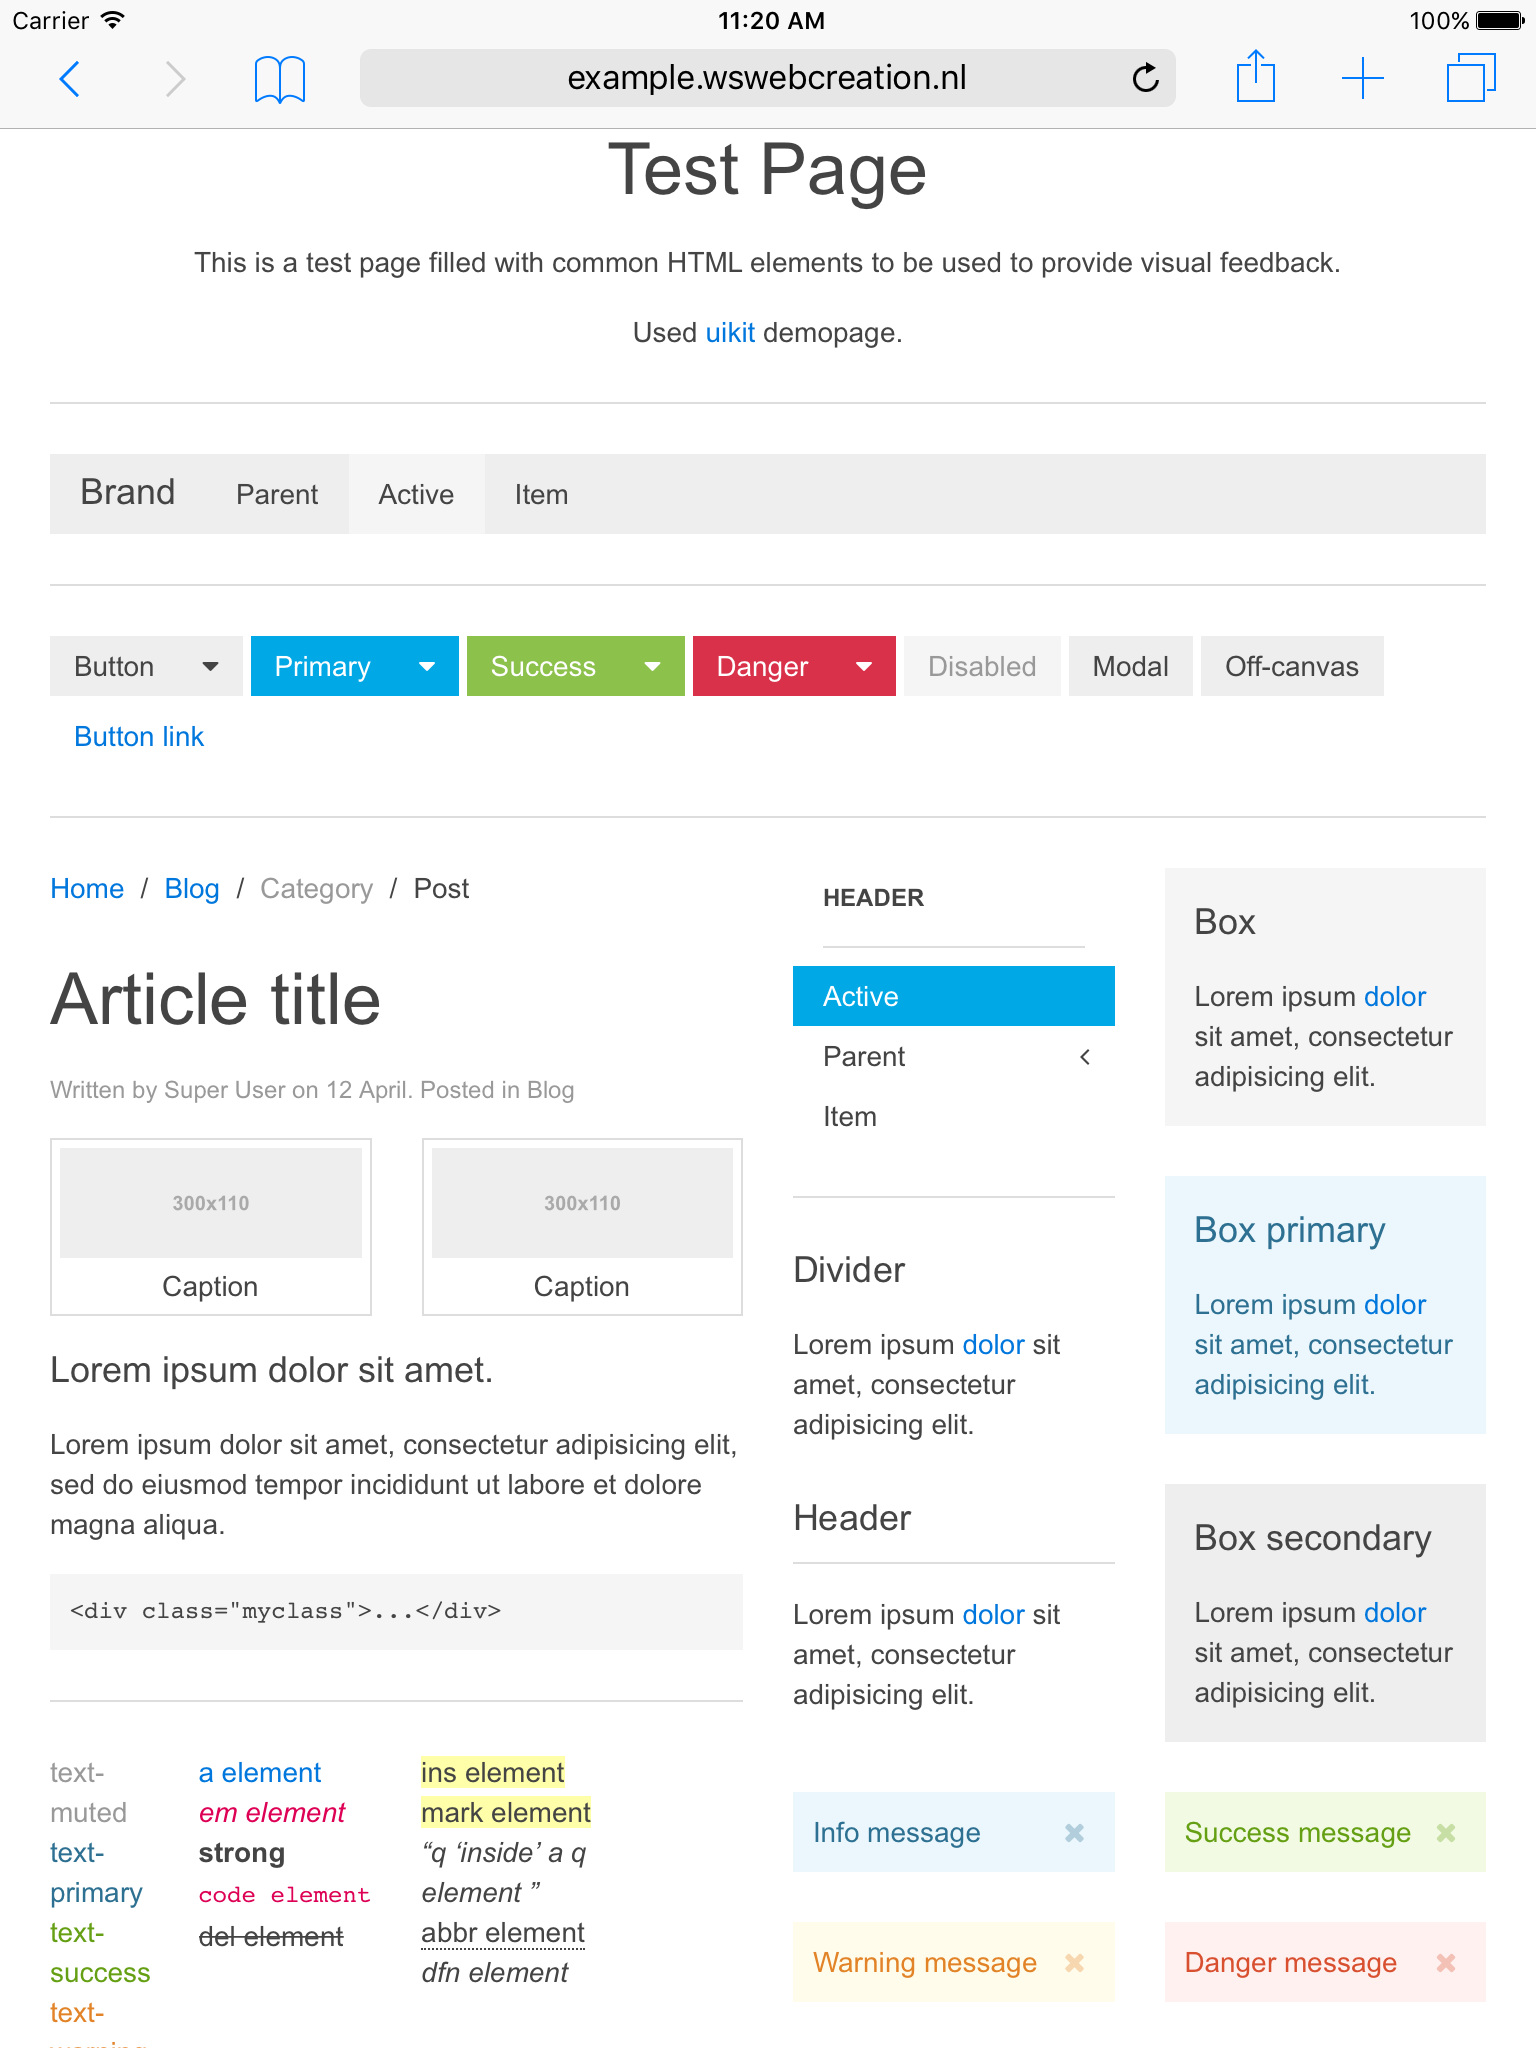 Carrier 11:20 AM 100%
example.wswebcreation.nl
Test Page
This is a test page filled with common HTML elements to be used to provide visual feedback.
Used uikit demopage.
Brand Parent Active Item
Button Primary Success Danger Disabled Modal Off-canvas
Button link
Home / Blog / Category / Post
Article title
Written by Super User on 12 April. Posted in Blog
300x110 300x110
Caption Caption
Lorem ipsum dolor sit amet.
Lorem ipsum dolor sit amet, consectetur adipisicing elit,
sed do eiusmod tempor incididunt ut labore et dolore
magna aliqua.
<div class="myclass">...</div>
text-
muted
text-
primary
text-
success
text-
warning
a element
em element
strong
code element
del element
ins element
mark element
“q ‘inside’ a q
element ”
abbr element
dfn element
HEADER
Active
Parent
Item
Divider
Lorem ipsum dolor sit
amet, consectetur
adipisicing elit.
Header
Lorem ipsum dolor sit
amet, consectetur
adipisicing elit.
Box
Lorem ipsum dolor
sit amet, consectetur
adipisicing elit.
Box primary
Lorem ipsum dolor
sit amet, consectetur
adipisicing elit.
Box secondary
Lorem ipsum dolor
sit amet, consectetur
adipisicing elit.
Info message
Success message
Warning message
Danger message